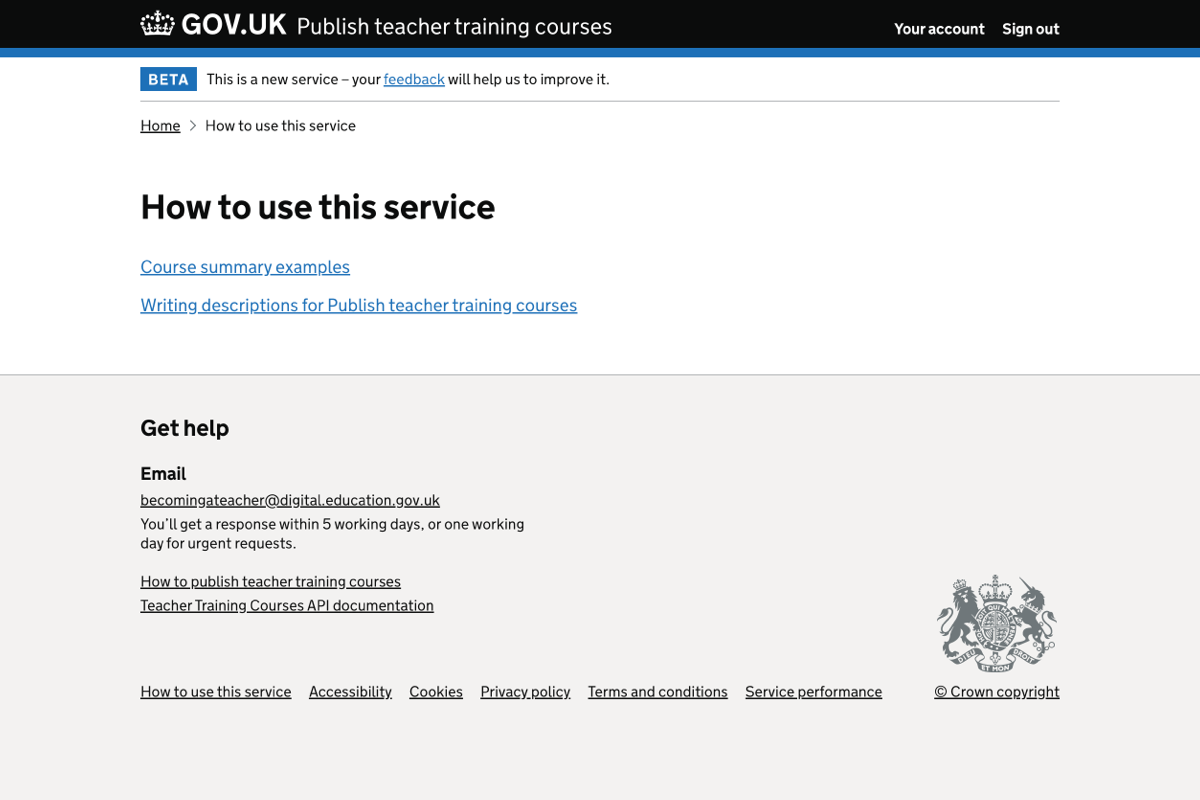 GOV.UK Publish teacher training courses
Your account Sign out
BETA This is a new service – your feedback will help us to improve it.
Home > How to use this service
How to use this service
Course summary examples
Writing descriptions for Publish teacher training courses
Get help
Email
becomingateacher@digital.education.gov.uk
You’ll get a response within 5 working days, or one working
day for urgent requests.
How to publish teacher training courses
Teacher Training Courses API documentation
DIEU ET MON DROIT
How to use this service Accessibility Cookies Privacy policy Terms and conditions Service performance © Crown copyright